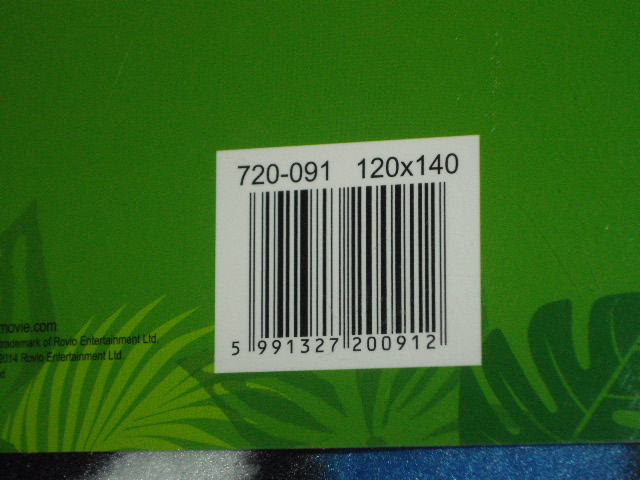 720-091 120x140
5 991327 200912
movie.com
trademark of Rovio Entertainment Ltd.
2014 Rovio Entertainment Ltd.